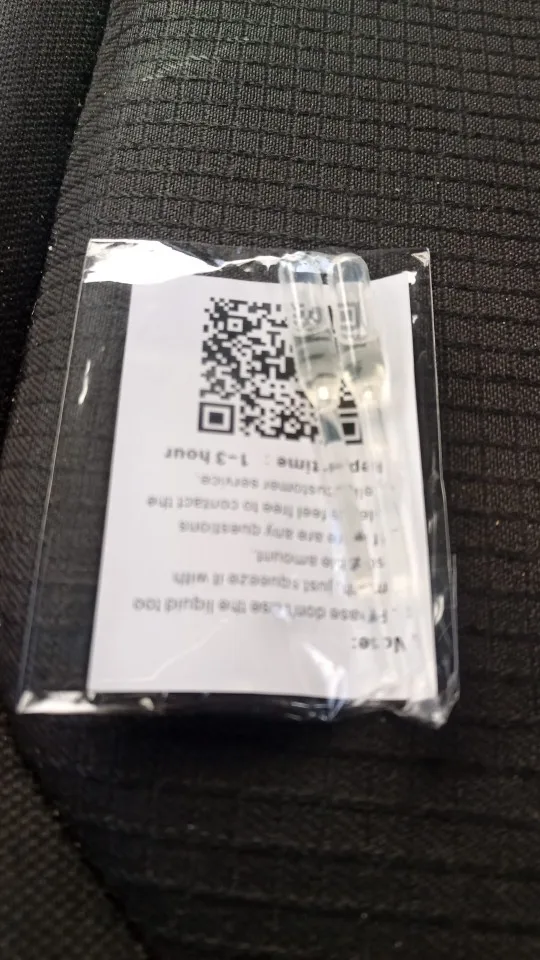 Please don't use the liquid too
much, just squeeze it with
amount.
are any questions
feel free to contact the
customer service.
time : 1-3 hour